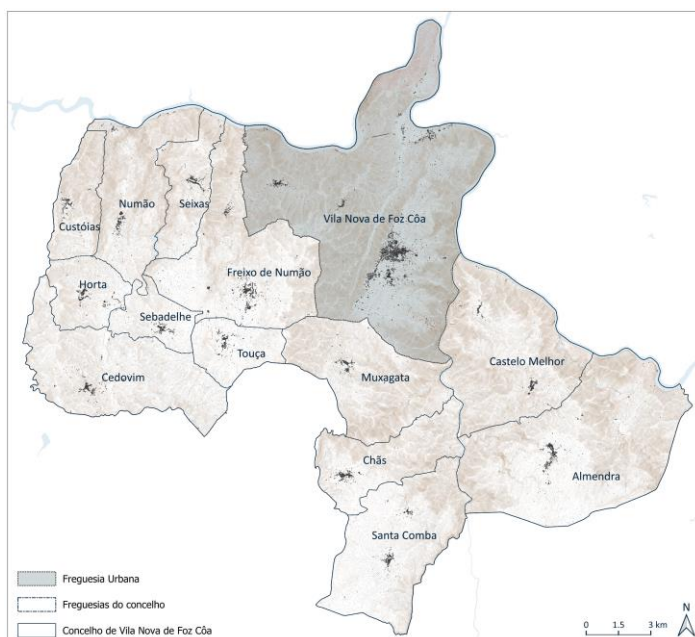 Vila Nova de Foz Côa
Numão
Seixas
Custóias
Freixo de Numão
Horta
Sebadelhe
Touça
Castelo Melhor
Cedovim
Muxagata
Chãs
Almendra
Santa Comba
Freguesia Urbana
Freguesias do concelho
Concelho de Vila Nova de Foz Côa
N
0 1.5 3 km